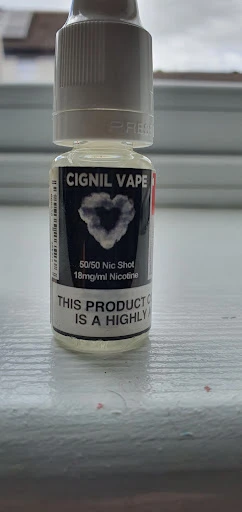 CIGNIL VAPE
50/50 Nic Shot
18mg/ml Nicotine
THIS PRODUCT C
IS A HIGHLY A